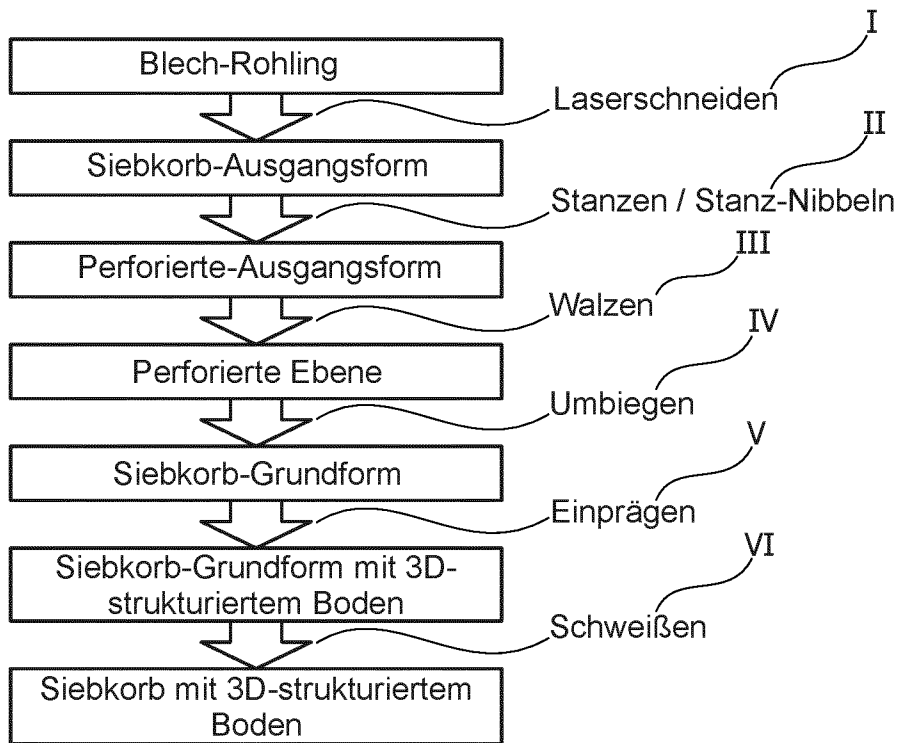 I
Blech-Rohling
Laserschneiden
II
Siebkorb-Ausgangsform
Stanzen / Stanz-Nibbeln
III
Perforierte-Ausgangsform
Walzen
IV
Perforierte Ebene
Umbiegen
V
Siebkorb-Grundform
Einprägen
VI
Siebkorb-Grundform mit 3D-
strukturiertem Boden
Schweißen
Siebkorb mit 3D-strukturiertem
Boden